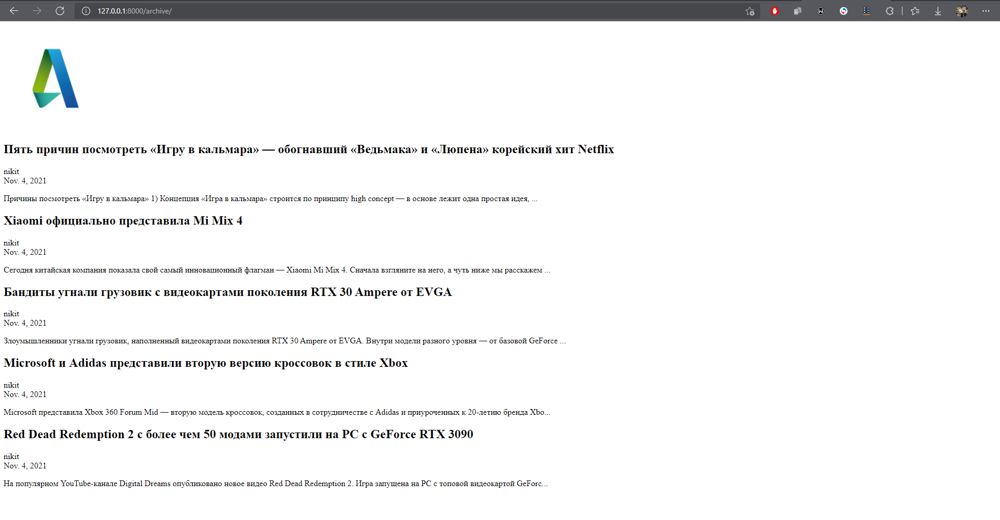 127.0.0.1:8000/archive/
Пять причин посмотреть «Игру в кальмара» — обогнавший «Ведьмака» и «Люпена» корейский хит Netflix
nikit
Nov. 4, 2021
Причины посмотреть «Игру в кальмара» 1) Концепция «Игра в кальмара» строится по принципу high concept — в основе лежит одна простая идея, ...
Xiaomi официально представила Mi Mix 4
nikit
Nov. 4, 2021
Сегодня китайская компания показала свой самый инновационный флагман — Xiaomi Mi Mix 4. Сначала взгляните на него, а чуть ниже мы расскажем ...
Бандиты угнали грузовик с видеокартами поколения RTX 30 Ampere от EVGA
nikit
Nov. 4, 2021
Злоумышленники угнали грузовик, наполненный видеокартами поколения RTX 30 Ampere от EVGA. Внутри модели разного уровня — от базовой GeForce ...
Microsoft и Adidas представили вторую версию кроссовок в стиле Xbox
nikit
Nov. 4, 2021
Microsoft представила Xbox 360 Forum Mid — вторую модель кроссовок, созданных в сотрудничестве с Adidas и приуроченных к 20-летию бренда Xbo...
Red Dead Redemption 2 с более чем 50 модами запустили на PC с GeForce RTX 3090
nikit
Nov. 4, 2021
На популярном YouTube-канале Digital Dreams опубликовано новое видео Red Dead Redemption 2. Игра запущена на PC с топовой видеокартой GeForc...